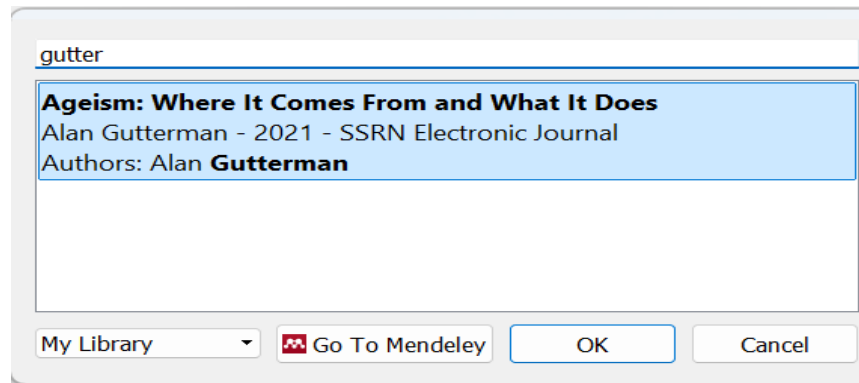 gutter
Ageism: Where It Comes From and What It Does
Alan Gutterman - 2021 - SSRN Electronic Journal
Authors: Alan Gutterman
My Library
Go To Mendeley
OK
Cancel